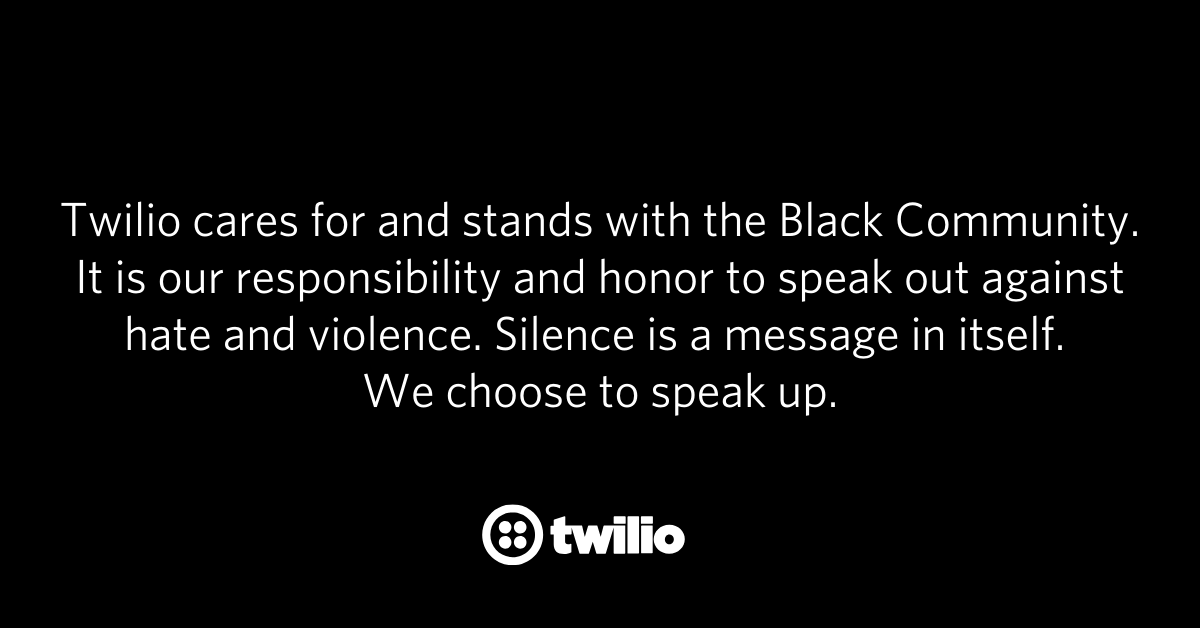 Twilio cares for and stands with the Black Community.
It is our responsibility and honor to speak out against
hate and violence. Silence is a message in itself.
We choose to speak up.
twilio